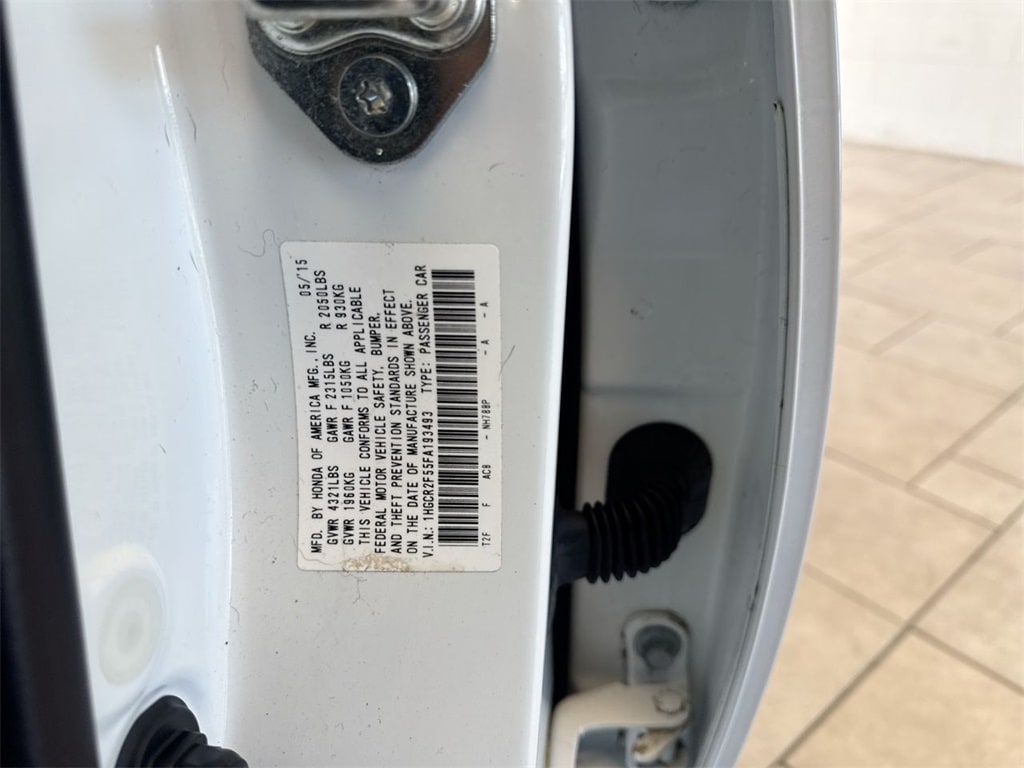 MFD. BY HONDA OF AMERICA MFG., INC. 05/'15
GVWR 4321LBS GAWR F 2315LBS R 2050LBS
GVWR 1960KG GAWR F 1050KG R 930KG
THIS VEHICLE CONFORMS TO ALL APPLICABLE
FEDERAL MOTOR VEHICLE SAFETY, BUMPER,
AND THEFT PREVENTION STANDARDS IN EFFECT
ON THE DATE OF MANUFACTURE SHOWN ABOVE.
V.I.N.: 1HGCR2F55FA193493 TYPE: PASSENGER CAR
T2F F AC8 - NH788P - A - A